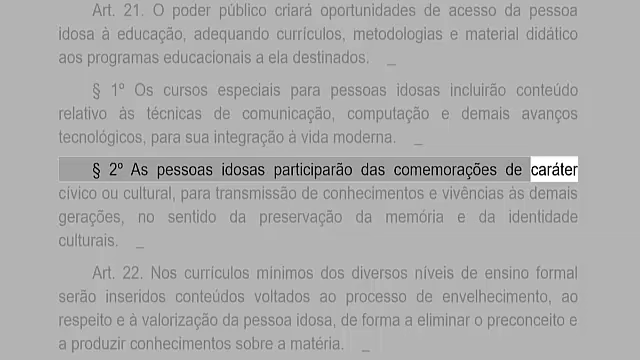 Art. 21. O poder público criará oportunidades de acesso da pessoa
idosa à educação, adequando currículos, metodologias e material didático
aos programas educacionais a ela destinados. _
§ 1º Os cursos especiais para pessoas idosas incluirão conteúdo
relativo às técnicas de comunicação, computação e demais avanços
tecnológicos, para sua integração à vida moderna. _
§ 2º As pessoas idosas participarão das comemorações de caráter
cívico ou cultural, para transmissão de conhecimentos e vivências às demais
gerações, no sentido da preservação da memória e da identidade
culturais. _
Art. 22. Nos currículos mínimos dos diversos níveis de ensino formal
serão inseridos conteúdos voltados ao processo de envelhecimento, ao
respeito e à valorização da pessoa idosa, de forma a eliminar o preconceito e
a produzir conhecimentos sobre a matéria. _